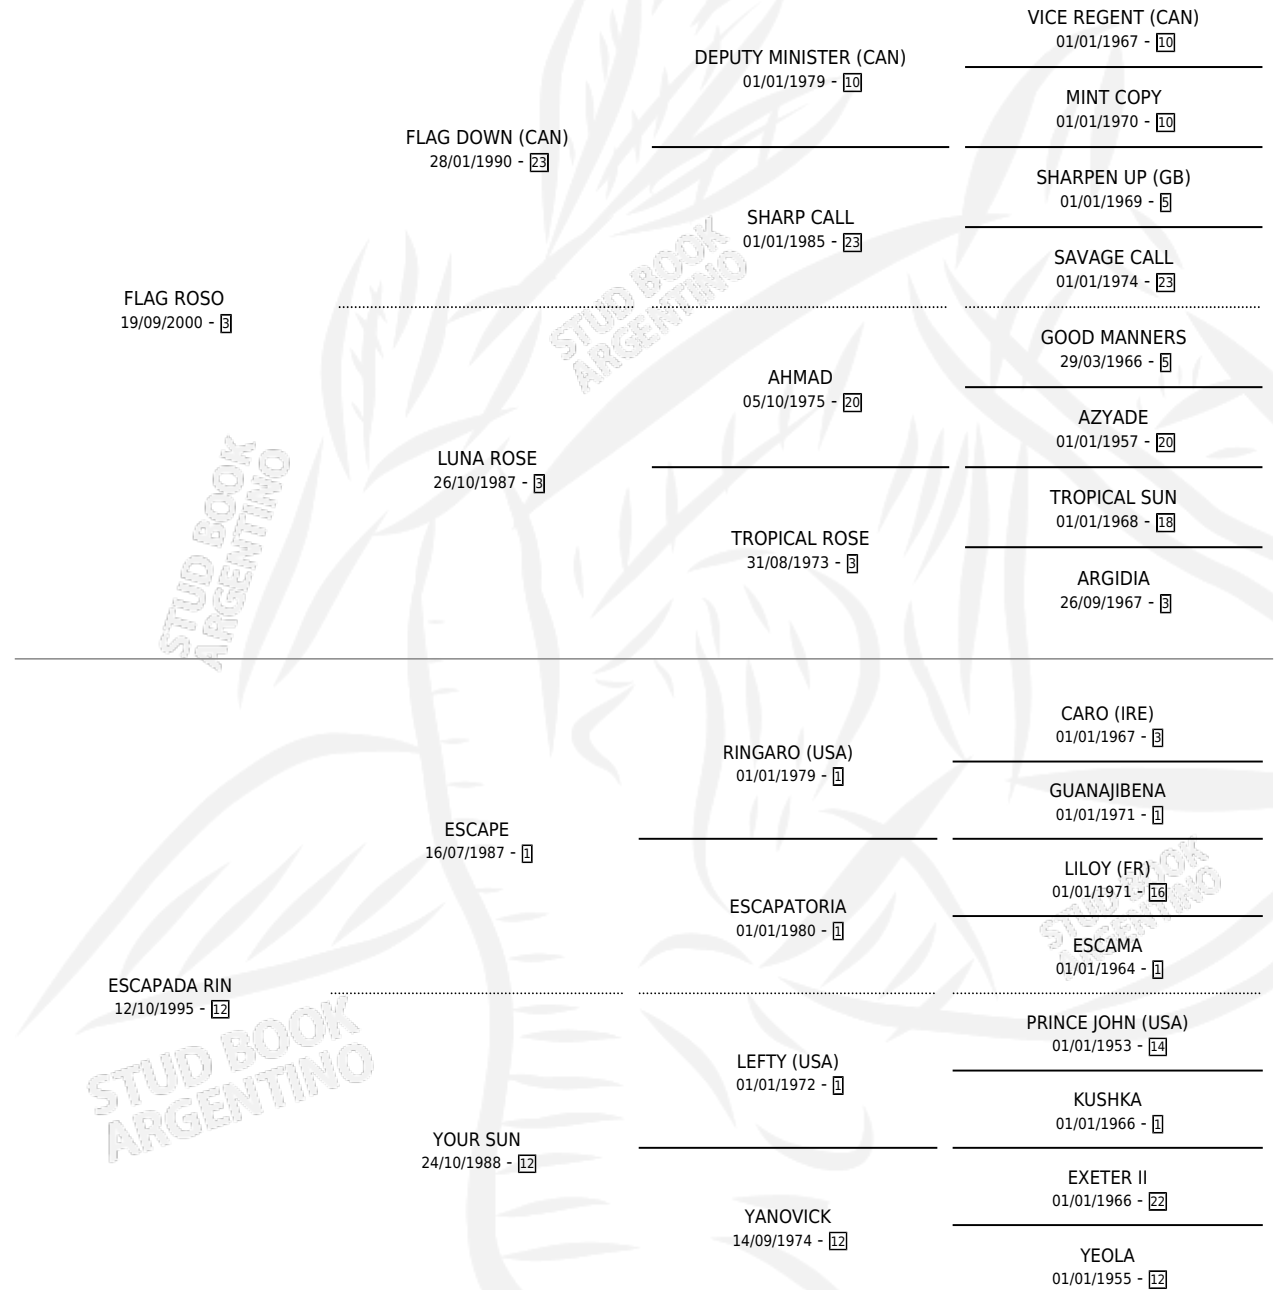 VICE REGENT (CAN)
01/01/1967 - 10
DEPUTY MINISTER (CAN)
01/01/1979 - 10
MINT COPY
01/01/1970 - 10
FLAG DOWN (CAN)
28/01/1990 - 23
SHARPEN UP (GB)
01/01/1969 - 5
SHARP CALL
01/01/1985 - 23
SAVAGE CALL
01/01/1974 - 23
FLAG ROSO
19/09/2000 - 3
GOOD MANNERS
29/03/1966 - 5
AHMAD
05/10/1975 - 20
AZYADE
01/01/1957 - 20
LUNA ROSE
26/10/1987 - 3
TROPICAL SUN
01/01/1968 - 18
TROPICAL ROSE
31/08/1973 - 3
ARGIDIA
26/09/1967 - 3
STUD BOOK
ARGENTINO
STUD BOOK
ARGENTINO
CARO (IRE)
01/01/1967 - 3
RINGARO (USA)
01/01/1979 - 1
GUANAJIBENA
01/01/1971 - 1
ESCAPE
16/07/1987 - 1
LILOY (FR)
01/01/1971 - 16
ESCAPATORIA
01/01/1980 - 1
ESCAMA
01/01/1964 - 1
STUD BOOK
ARGENTINO
ESCAPADA RIN
12/10/1995 - 12
PRINCE JOHN (USA)
01/01/1953 - 14
LEFTY (USA)
01/01/1972 - 1
KUSHKA
01/01/1966 - 1
STUD BOOK
ARGENTINO
YOUR SUN
24/10/1988 - 12
EXETER II
01/01/1966 - 22
YANOVICK
14/09/1974 - 12
YEOLA
01/01/1955 - 12